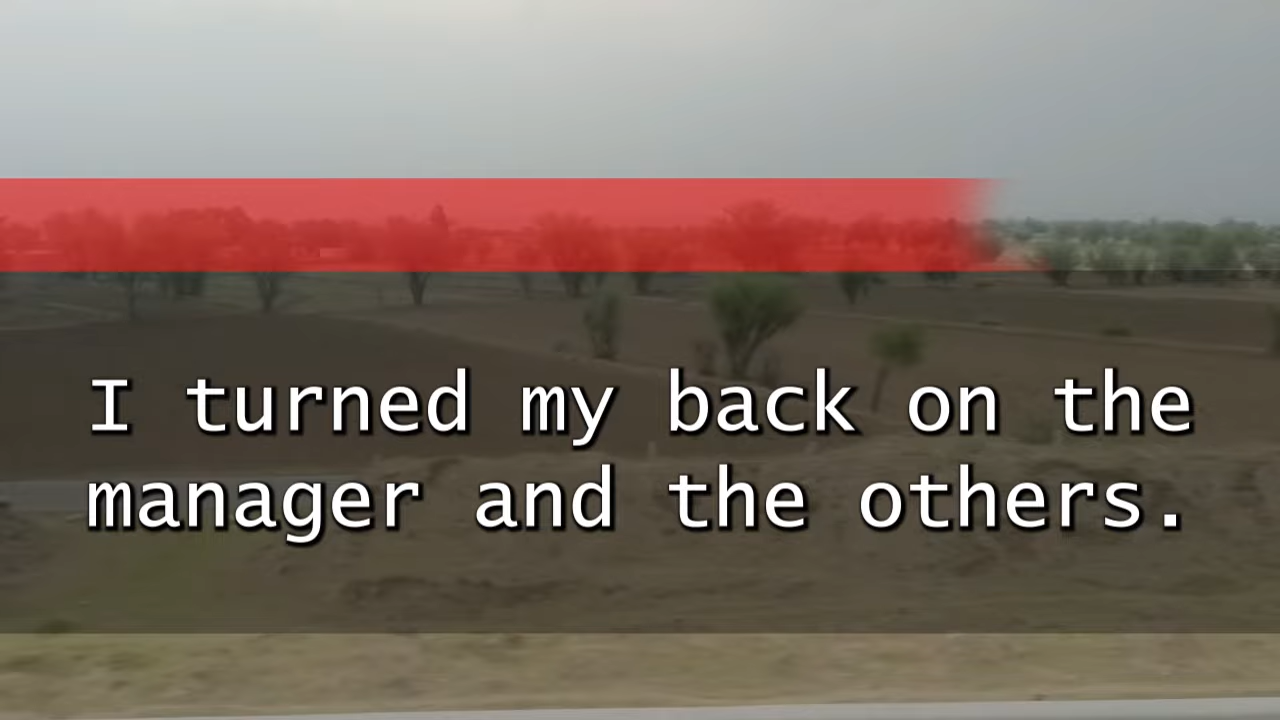 I turned my back on the
manager and the others.